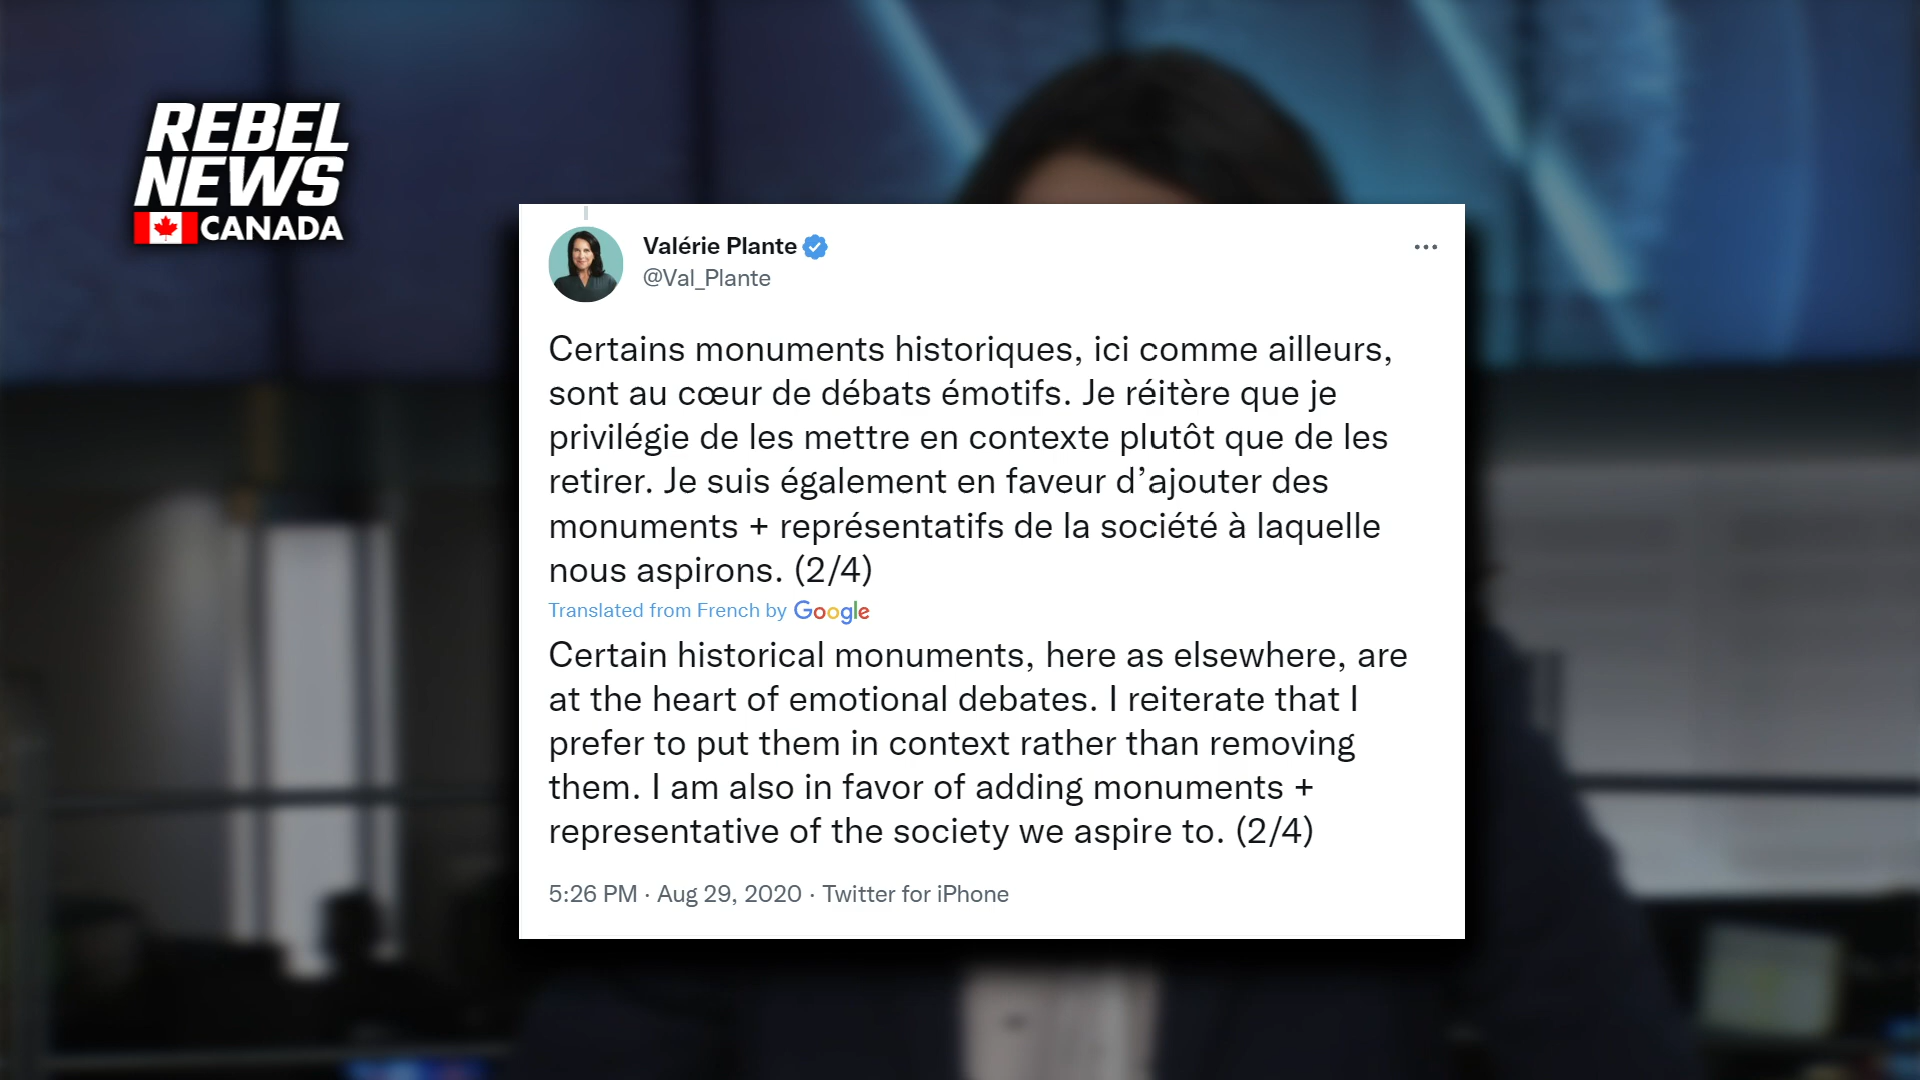 REBEL
NEWS
CANADA
Valérie Plante
@Val_Plante
Certains monuments historiques, ici comme ailleurs,
sont au cœur de débats émotifs. Je réitère que je
privilégie de les mettre en contexte plutôt que de les
retirer. Je suis également en faveur d’ajouter des
monuments + représentatifs de la société à laquelle
nous aspirons. (2/4)
Translated from French by Google
Certain historical monuments, here as elsewhere, are
at the heart of emotional debates. I reiterate that I
prefer to put them in context rather than removing
them. I am also in favor of adding monuments +
representative of the society we aspire to. (2/4)
5:26 PM · Aug 29, 2020 · Twitter for iPhone